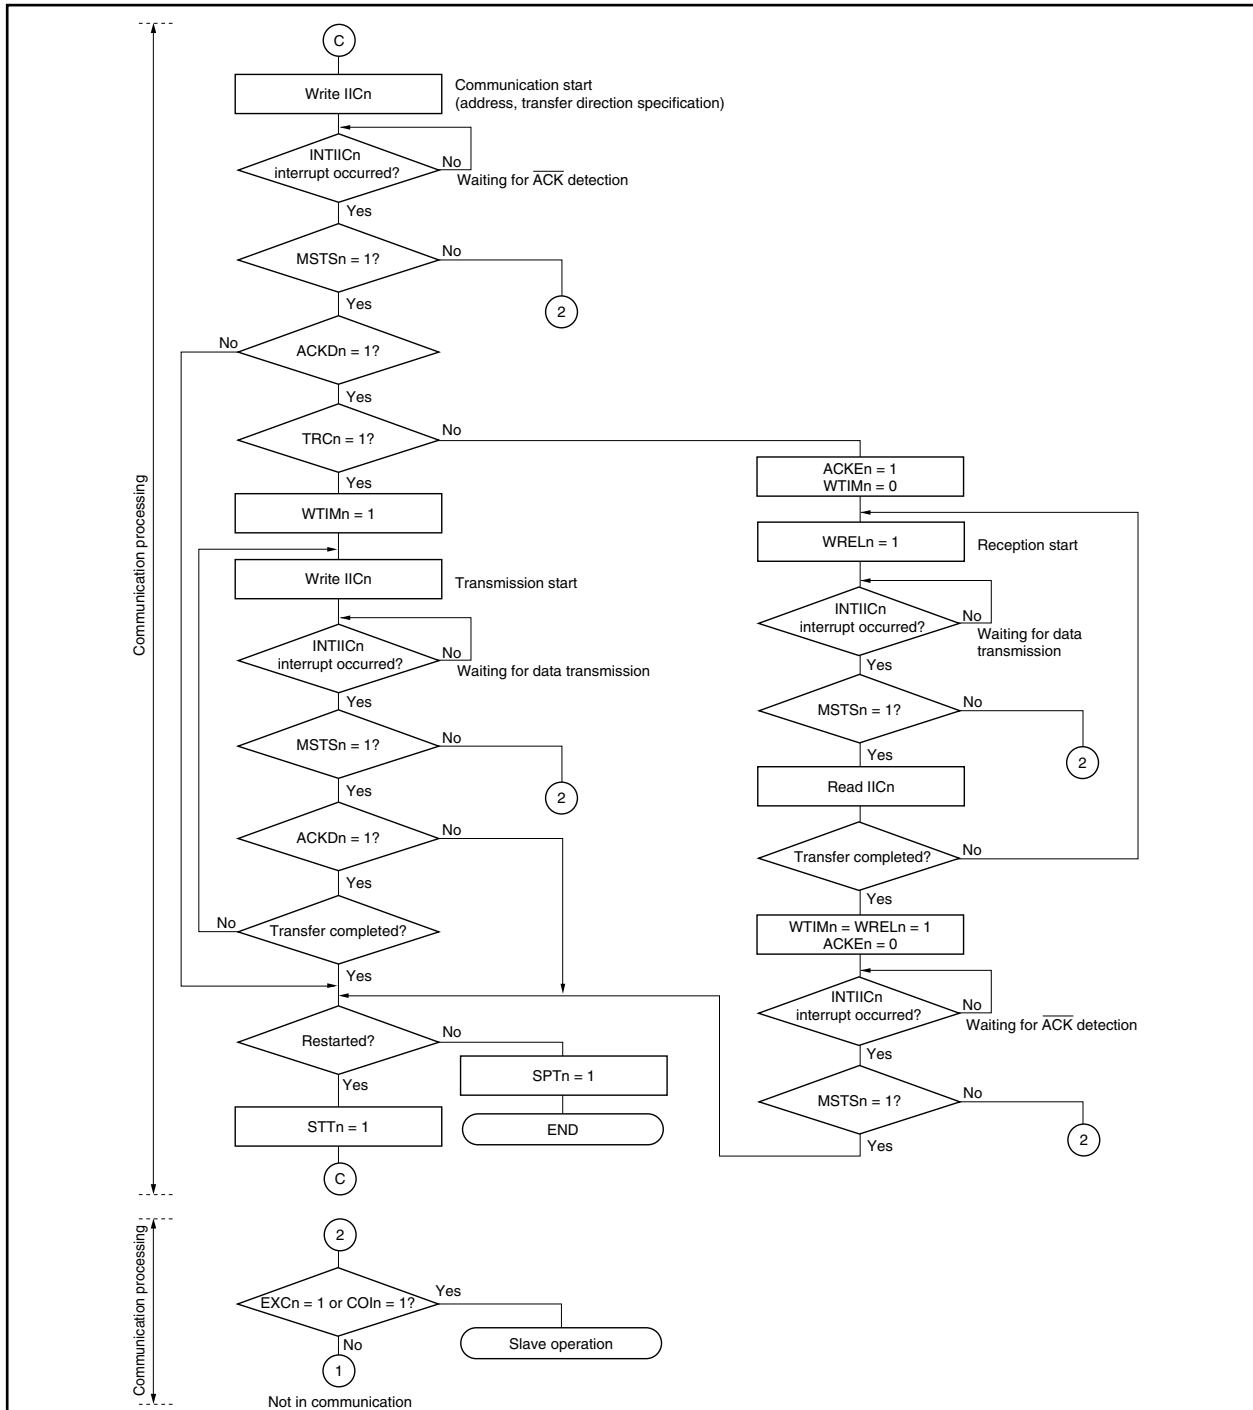 Communication processing
C
Write IICn
Communication start
(address, transfer direction specification)
INTIICn
interrupt occurred?
No
Waiting for ACK detection
Yes
MSTSn = 1?
No
2
Yes
ACKDn = 1?
No
Yes
TRCn = 1?
No
Yes
WTIMn = 1
Write IICn
Transmission start
INTIICn
interrupt occurred?
No
Waiting for data transmission
Yes
MSTSn = 1?
No
2
Yes
ACKDn = 1?
No
Yes
Transfer completed?
No
Yes
Restarted?
No
SPTn = 1
END
Yes
STTn = 1
C
ACKEn = 1
WTIMn = 0
WRELn = 1
Reception start
INTIICn
interrupt occurred?
No
Waiting for data
transmission
Yes
MSTSn = 1?
No
2
Yes
Read IICn
Transfer completed?
No
Yes
WTIMn = WRELn = 1
ACKEn = 0
INTIICn
interrupt occurred?
No
Waiting for ACK detection
Yes
MSTSn = 1?
No
2
Yes
Communication processing
2
EXCn = 1 or COIn = 1?
Yes
Slave operation
No
1
Not in communication